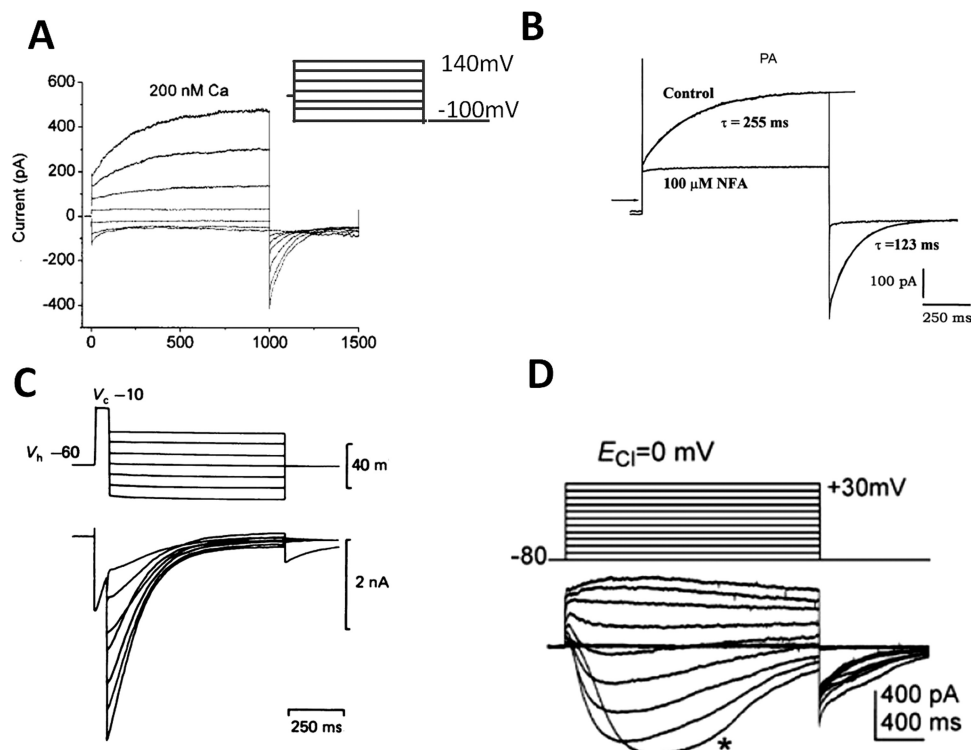 A
200 nM Ca
140mV
-100mV
600
400
200
0
-200
-400
Current (pA)
0
500
1000
1500
B
PA
Control
τ = 255 ms
100 μM NFA
τ = 123 ms
100 pA
250 ms
C
Vc −10
Vh −60
40 m
2 nA
250 ms
D
ECl=0 mV
+30mV
-80
*
400 pA
400 ms